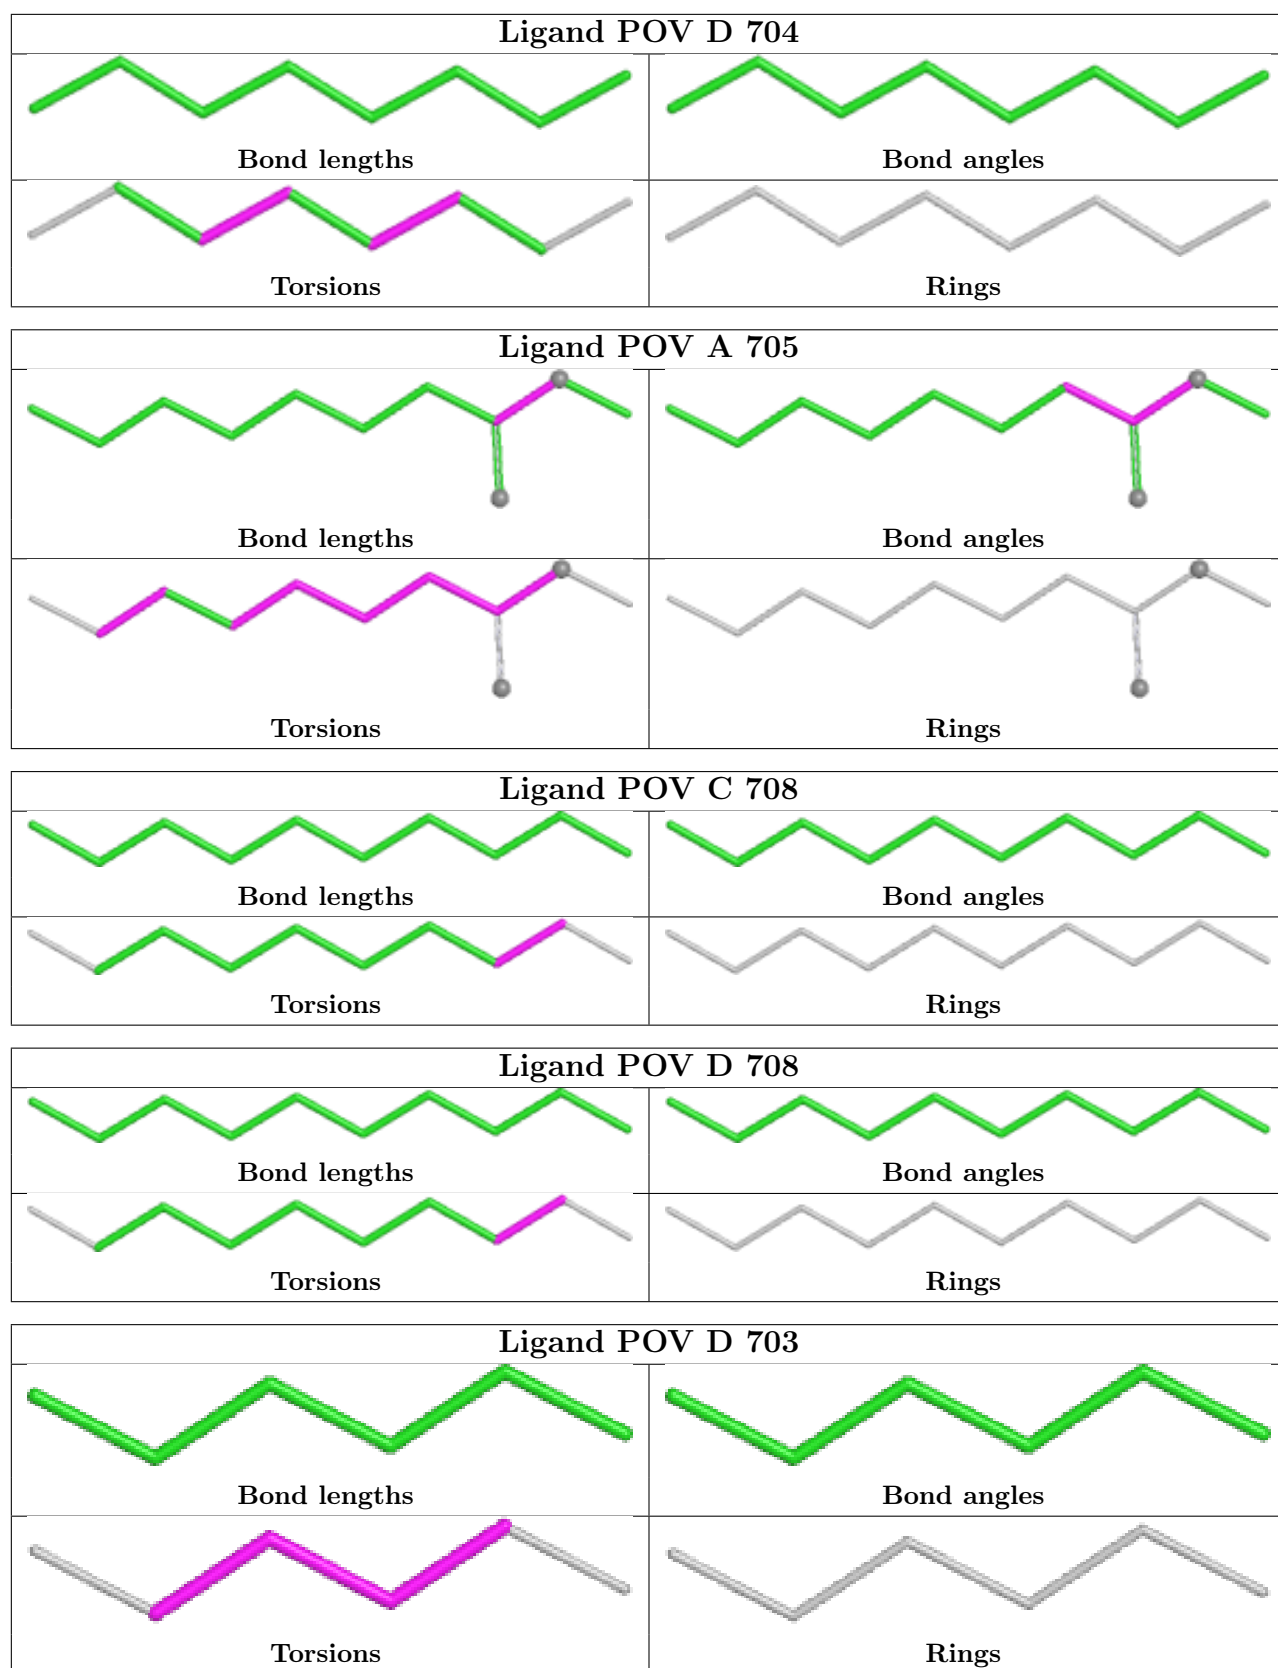 Ligand POV D 704
Bond lengths
Bond angles
Torsions
Rings
Ligand POV A 705
Bond lengths
Bond angles
Torsions
Rings
Ligand POV C 708
Bond lengths
Bond angles
Torsions
Rings
Ligand POV D 708
Bond lengths
Bond angles
Torsions
Rings
Ligand POV D 703
Bond lengths
Bond angles
Torsions
Rings